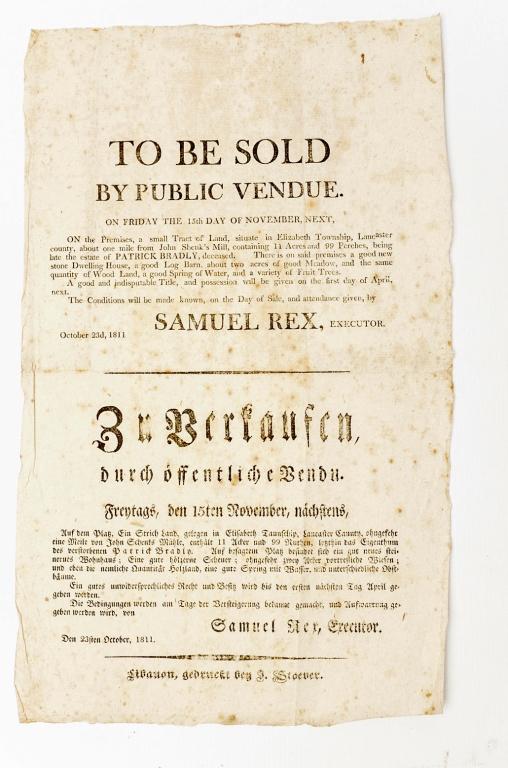 TO BE SOLD
BY PUBLIC VENDUE.
ON FRIDAY THE 15th DAY OF NOVEMBER, NEXT,
ON the Premises, a small Tract of Land, situate in Elizabeth Township, Lancaster
county, about one mile from John Shenk's Mill, containing 11 Acres and 99 Perches, being
late the estate of PATRICK BRADLY, deceased. There is on said premises a good new
stone Dwelling House, a good Log Barn, about two acres of good Meadow, and the same
quantity of Wood Land, a good Spring of Water, and a variety of Fruit Trees.
A good and indisputable Title, and possession will be given on the first day of April,
next.
The Conditions will be made known, on the Day of Sale, and attendance given, by
SAMUEL REX, EXECUTOR.
October 23d, 1811
Zu Verkaufen,
durch öffentliche Vendu.
Freytags, den 15ten November, nächstens,
Auf dem Platz, Ein Strich Land, gelegen in Elisabeth Taunschip, Lancaster Caunty, ohngefehr
eine Meile von John Schenks Mühle, enthält 11 Acker und 99 Ruthen, letzthin das Eigenthum
des verstorbenen Patrick Bradly. Auf besagtem Platz befindet sich ein gut neues stei-
nernes Wohnhaus; Eine gute hölzerne Scheuer; ohngefehr zwey Acker vortrefliche Wiesen;
und eben die nemliche Quantität Holzland, eine gute Spring mit Wasser, und unterschiedliche Obst-
bäume.
Ein gutes unwidersprechliches Recht und Besitz wird bis den ersten nächsten Tag April ge-
geben werden.
Die Bedingungen werden am Tage der Versteigerung bekannt gemacht, und Aufwartung ge-
geben werden wird, von
Samuel Rex, Executor.
Den 23sten October, 1811.
Libanon, gedruckt bey J. Stoever.